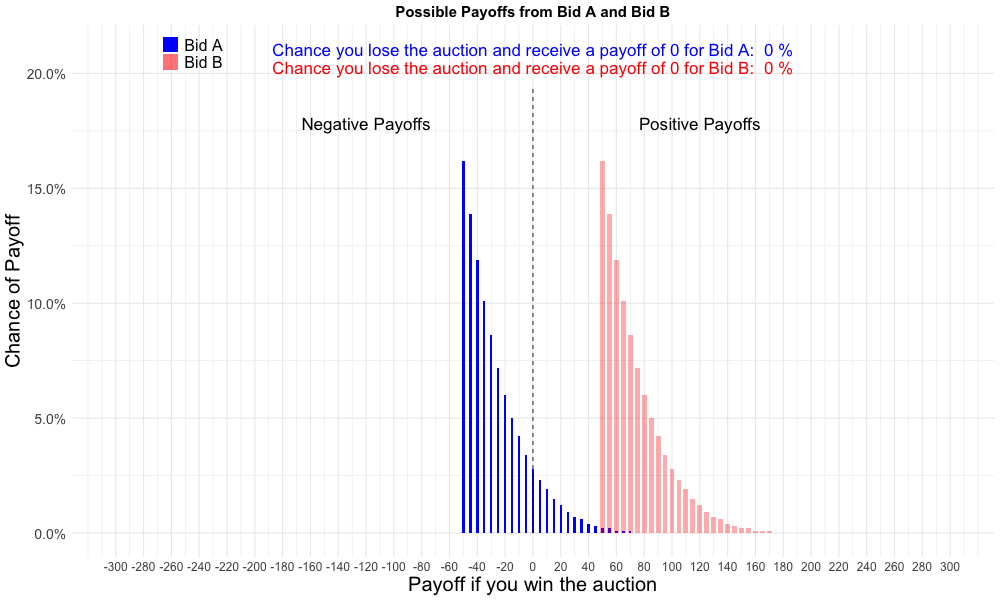 Possible Payoffs from Bid A and Bid B
Bid A
Bid B
Chance you lose the auction and receive a payoff of 0 for Bid A:  0 %
Chance you lose the auction and receive a payoff of 0 for Bid B:  0 %
Negative Payoffs
Positive Payoffs
Chance of Payoff
20.0%
15.0%
10.0%
5.0%
0.0%
-300 -280 -260 -240 -220 -200 -180 -160 -140 -120 -100 -80 -60 -40 -20 0 20 40 60 80 100 120 140 160 180 200 220 240 260 280 300
Payoff if you win the auction